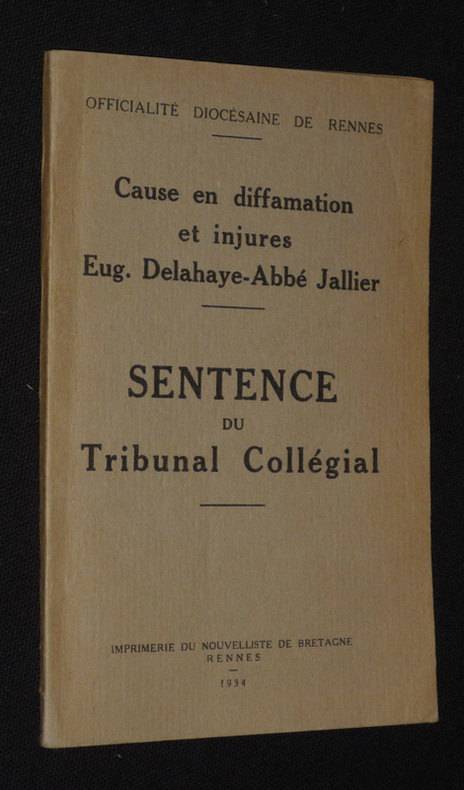 OFFICIALITÉ DIOCÉSAINE DE RENNES
Cause en diffamation
et injures
Eug. Delahaye-Abbé Jallier
SENTENCE
DU
Tribunal Collégial
IMPRIMERIE DU NOUVELLISTE DE BRETAGNE
RENNES
1934